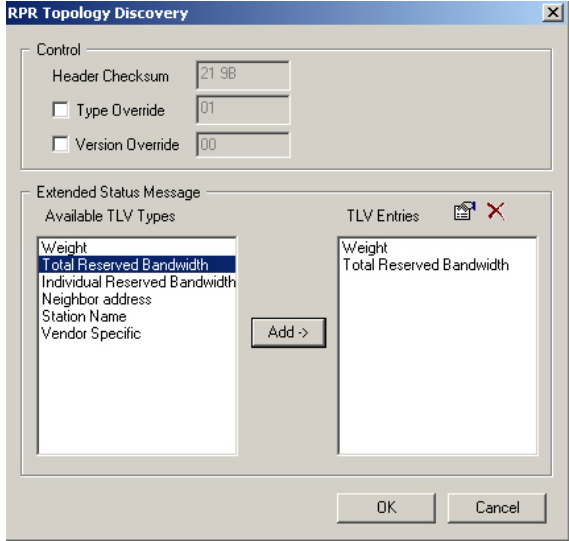 RPR Topology Discovery
Control
Header Checksum 21 9B
Type Override 01
Version Override 00
Extended Status Message
Available TLV Types
Weight
Total Reserved Bandwidth
Individual Reserved Bandwidth
Neighbor address
Station Name
Vendor Specific
Add ->
TLV Entries
Weight
Total Reserved Bandwidth
OK
Cancel